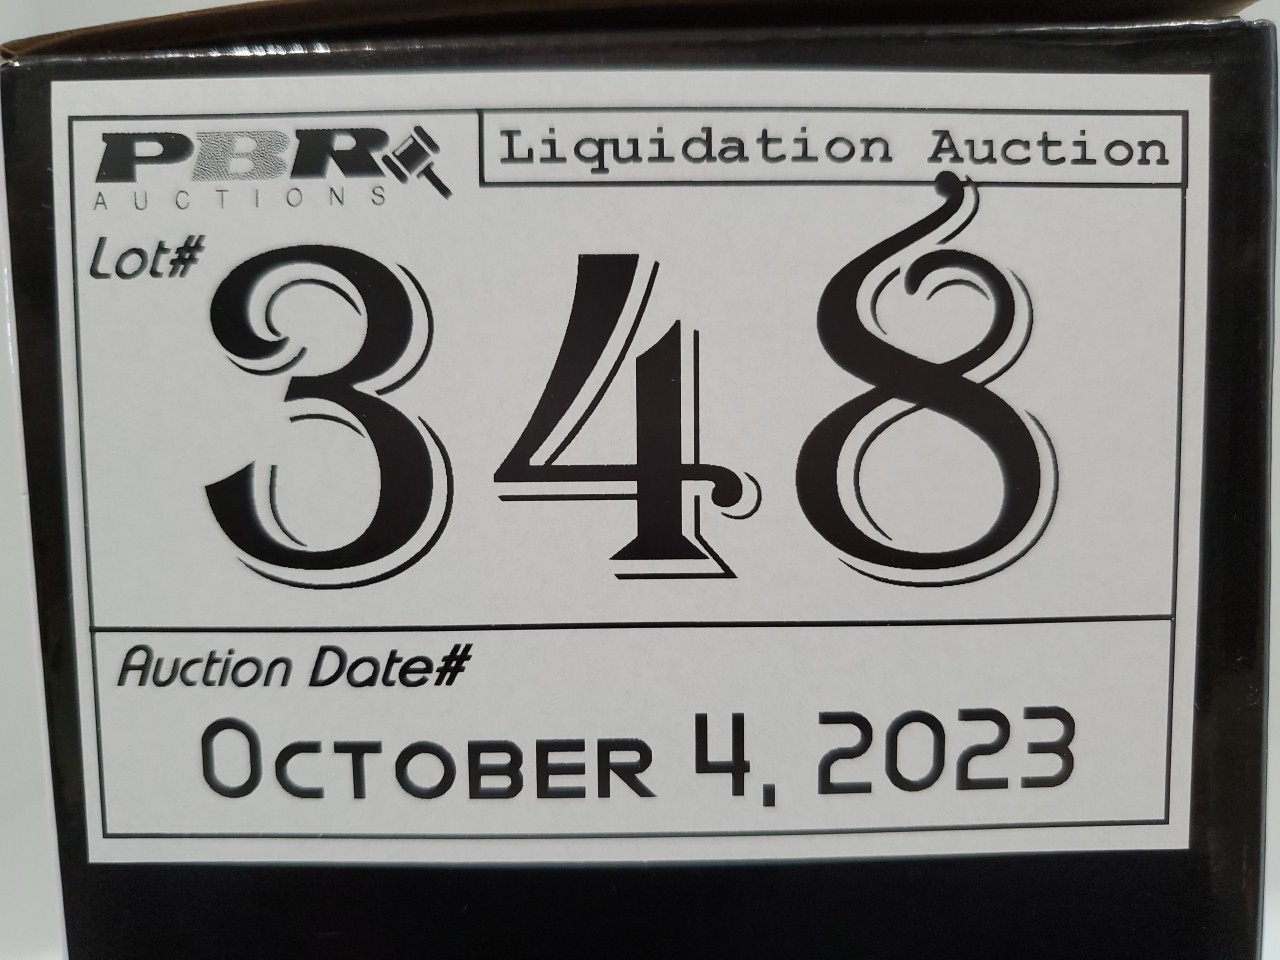 PBR
AUCTIONS
Liquidation Auction
Lot#
348
Auction Date#
October 4, 2023